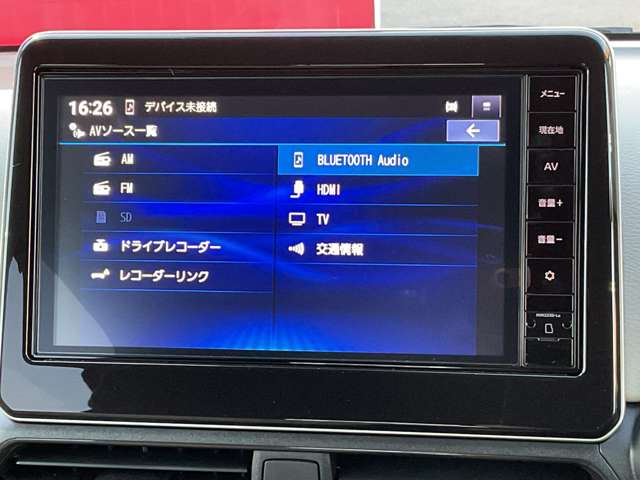 16:26 デバイス未接続
AVソース一覧
AM
FM
SD
ドライブレコーダー
レコーダーリンク
BLUETOOTH Audio
HDMI
TV
交通情報
メニュー
現在地
AV
音量+
音量−